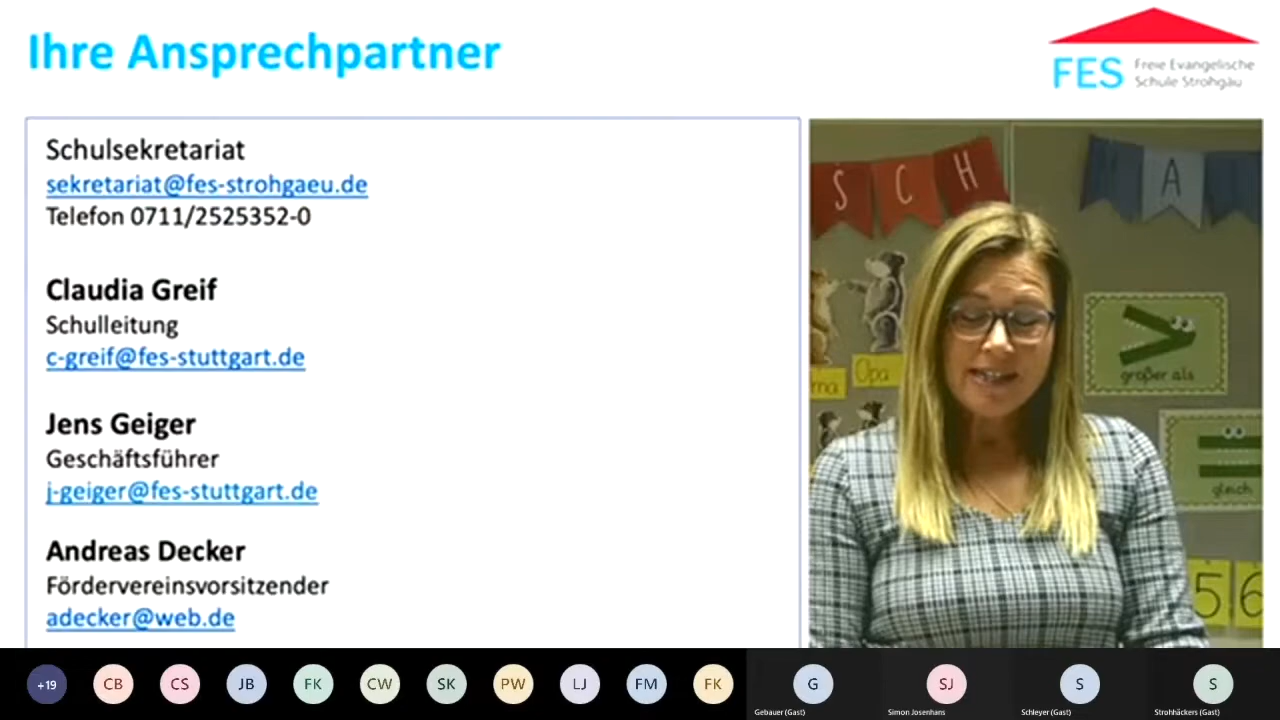 Ihre Ansprechpartner
FES Freie Evangelische
Schule Strohgäu
Schulsekretariat
sekretariat@fes-strohgaeu.de
Telefon 0711/2525352-0
Claudia Greif
Schulleitung
c-greif@fes-stuttgart.de
Jens Geiger
Geschäftsführer
j-geiger@fes-stuttgart.de
Andreas Decker
Fördervereinsvorsitzender
adecker@web.de
S C H A
Opa
größer als
gleich
5 6
+19 CB CS JB FK CW SK PW LJ FM FK G SJ S S
Gebauer (Gast) Simon Josenhans Schleyer (Gast) Strohhäckers (Gast)